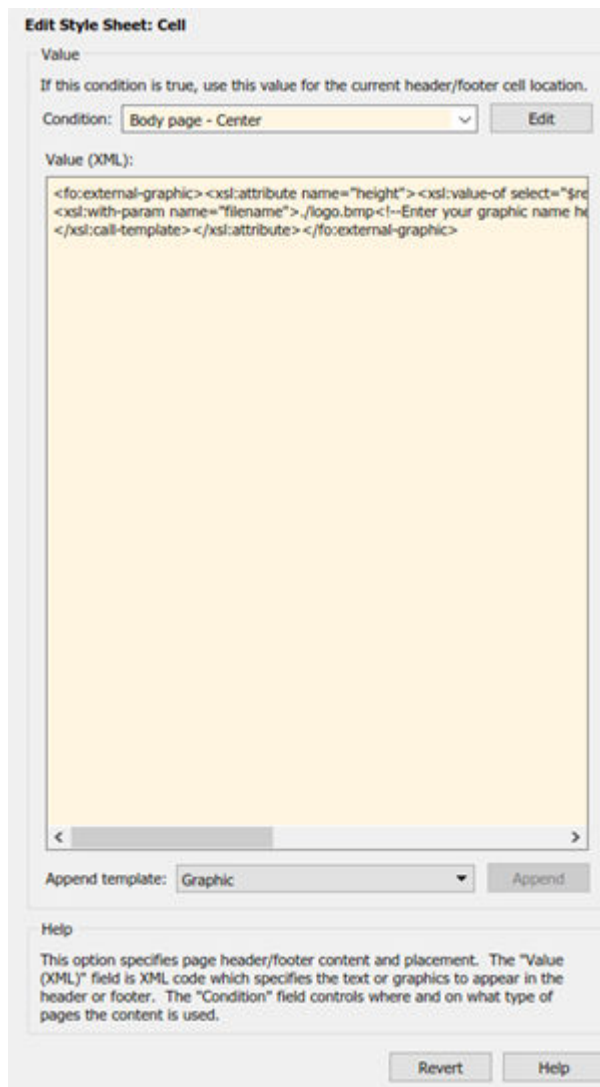 Edit Style Sheet: Cell
Value
If this condition is true, use this value for the current header/footer cell location.
Condition: Body page - Center Edit
Value (XML):
<fo:external-graphic><xsl:attribute name="height"><xsl:value-of select="$re
<xsl:with-param name="filename">./logo.bmp<!--Enter your graphic name he
</xsl:call-template></xsl:attribute></fo:external-graphic>
Append template: Graphic Append
Help
This option specifies page header/footer content and placement. The "Value
(XML)" field is XML code which specifies the text or graphics to appear in the
header or footer. The "Condition" field controls where and on what type of
pages the content is used.
Revert Help